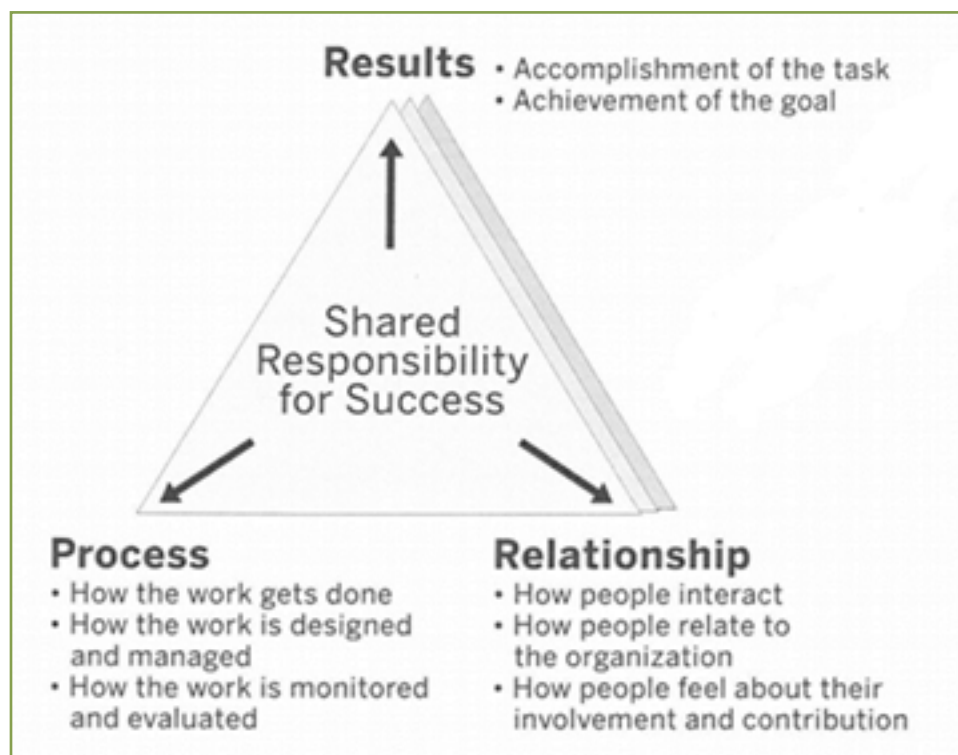 Results
• Accomplishment of the task
• Achievement of the goal
Shared
Responsibility
for Success
Process
• How the work gets done
• How the work is designed
and managed
• How the work is monitored
and evaluated
Relationship
• How people interact
• How people relate to
the organization
• How people feel about their
involvement and contribution